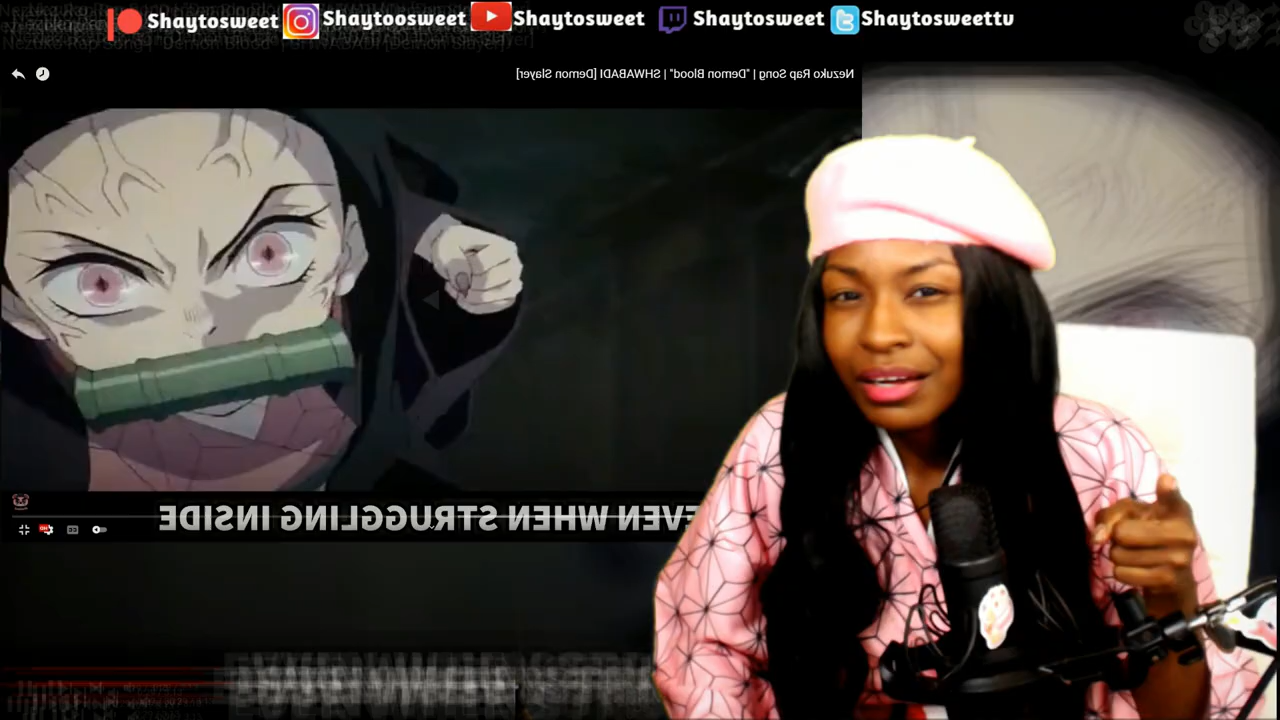 Shaytosweet Shaytoosweet Shaytosweet Shaytosweet Shaytosweettv
Nezuko Rap Song | "Demon Blood" | SHWABADI [Demon Slayer]
EVEN WHEN STRUGGLING INSIDE